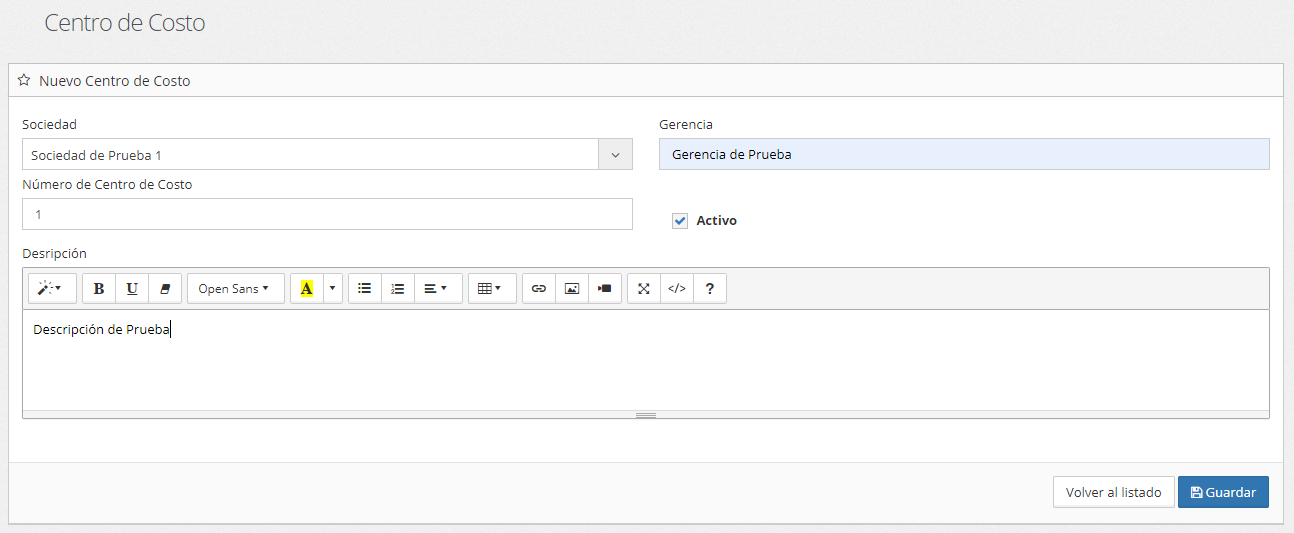 Centro de Costo
Nuevo Centro de Costo
Sociedad
Gerencia
Sociedad de Prueba 1
Gerencia de Prueba
Número de Centro de Costo
1
Activo
Desripción
B U Open Sans A </> ?
Descripción de Prueba
Volver al listado
Guardar